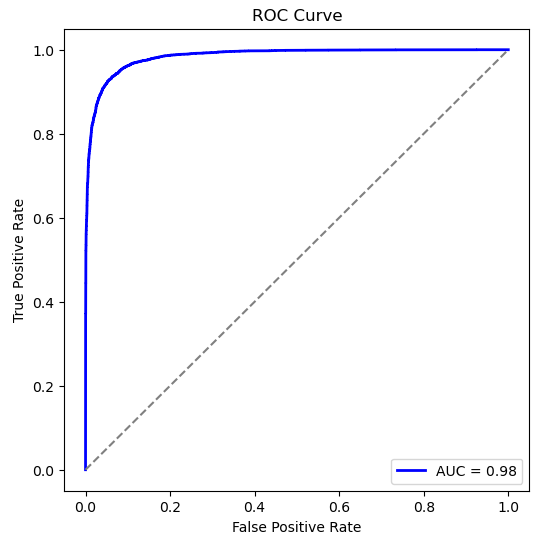 ROC Curve
1.0
0.8
0.6
0.4
0.2
0.0
True Positive Rate
AUC = 0.98
0.0 0.2 0.4 0.6 0.8 1.0
False Positive Rate